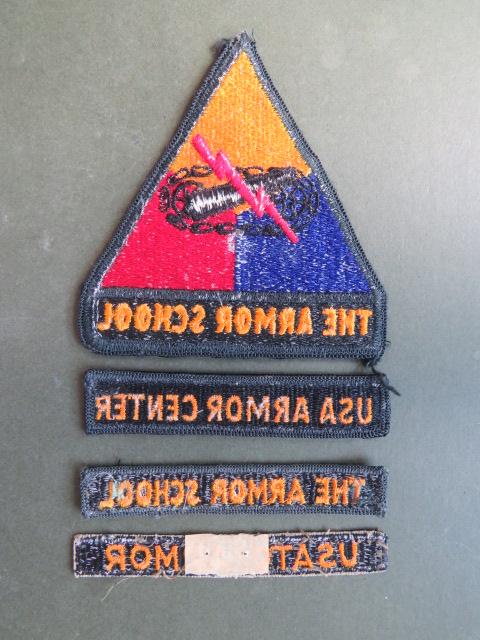 THE ARMOR SCHOOL
USA ARMOR CENTER
THE ARMOR SCHOOL
USAT MOR